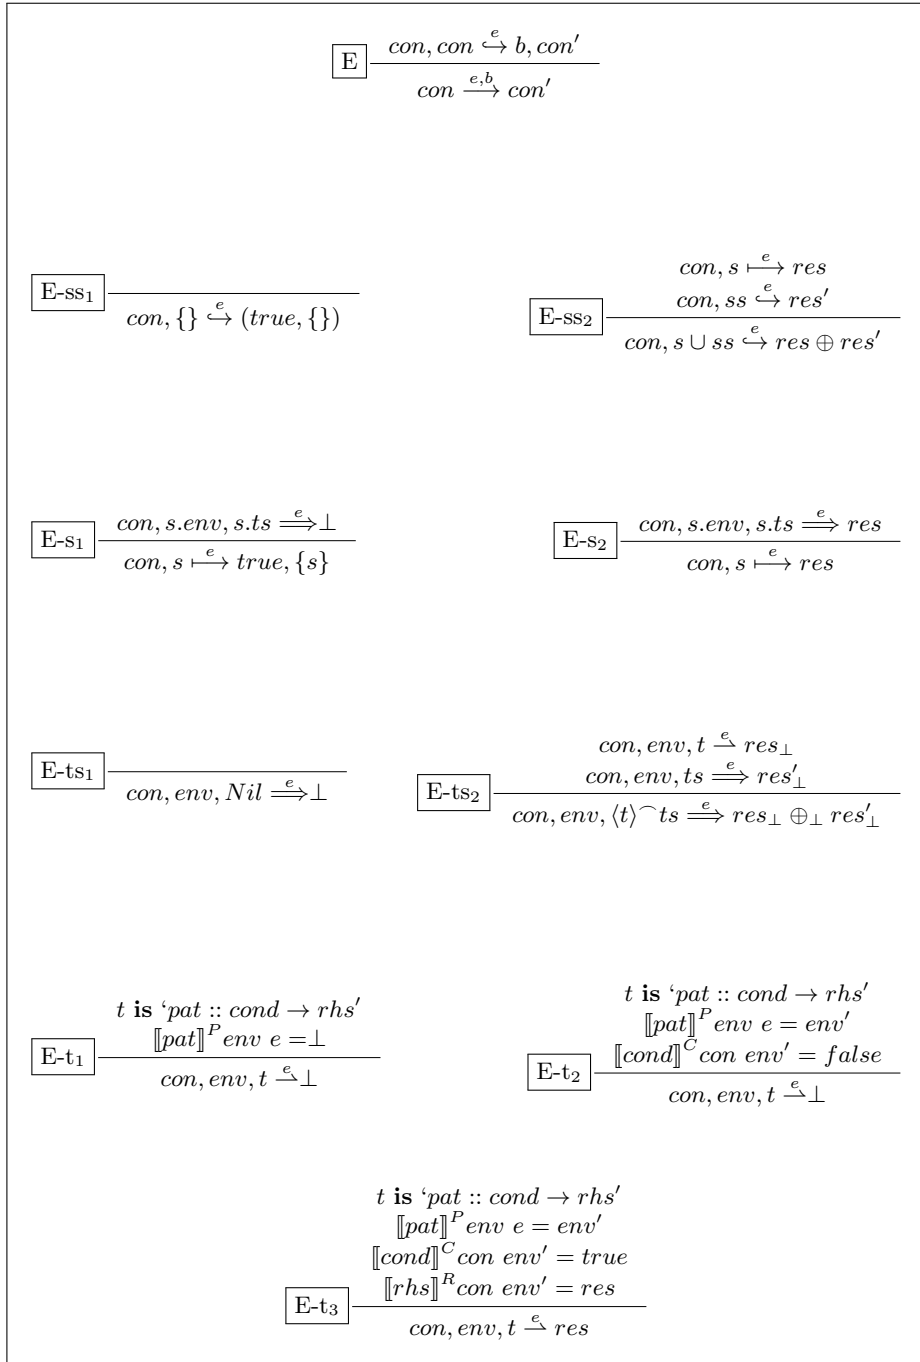 E con, con ↪ᵉ b, con′
con —ᵉ,ᵇ→ con′
E-ss₁
con, {} ↪ᵉ (true, {})
con, s ⟼ᵉ res
con, ss ↪ᵉ res′
E-ss₂
con, s ∪ ss ↪ᵉ res ⊕ res′
E-s₁ con, s.env, s.ts ⟹ᵉ ⊥
con, s ⟼ᵉ true, {s}
E-s₂ con, s.env, s.ts ⟹ᵉ res
con, s ⟼ᵉ res
E-ts₁
con, env, Nil ⟹ᵉ ⊥
con, env, t ⇀ᵉ res⊥
con, env, ts ⟹ᵉ res′⊥
E-ts₂
con, env, ⟨t⟩⌢ts ⟹ᵉ res⊥ ⊕⊥ res′⊥
t is ‘pat :: cond → rhs′
⟦pat⟧ᴾ env e =⊥
E-t₁
con, env, t ⇀ᵉ ⊥
t is ‘pat :: cond → rhs′
⟦pat⟧ᴾ env e = env′
⟦cond⟧ᶜ con env′ = false
E-t₂
con, env, t ⇀ᵉ ⊥
t is ‘pat :: cond → rhs′
⟦pat⟧ᴾ env e = env′
⟦cond⟧ᶜ con env′ = true
⟦rhs⟧ᴿ con env′ = res
E-t₃
con, env, t ⇀ᵉ res